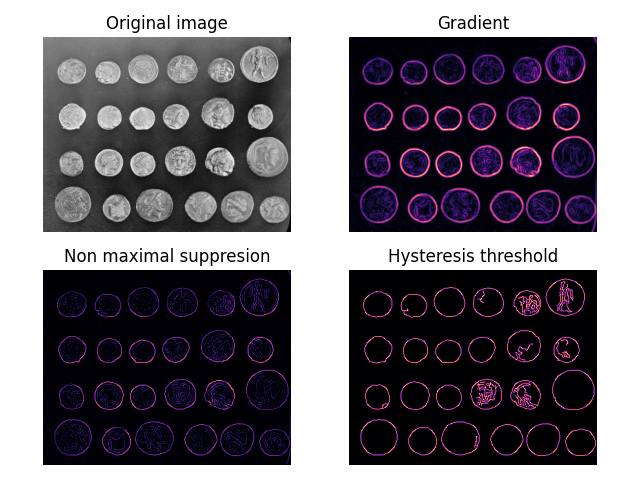 Original image
Gradient
Non maximal suppresion
Hysteresis threshold